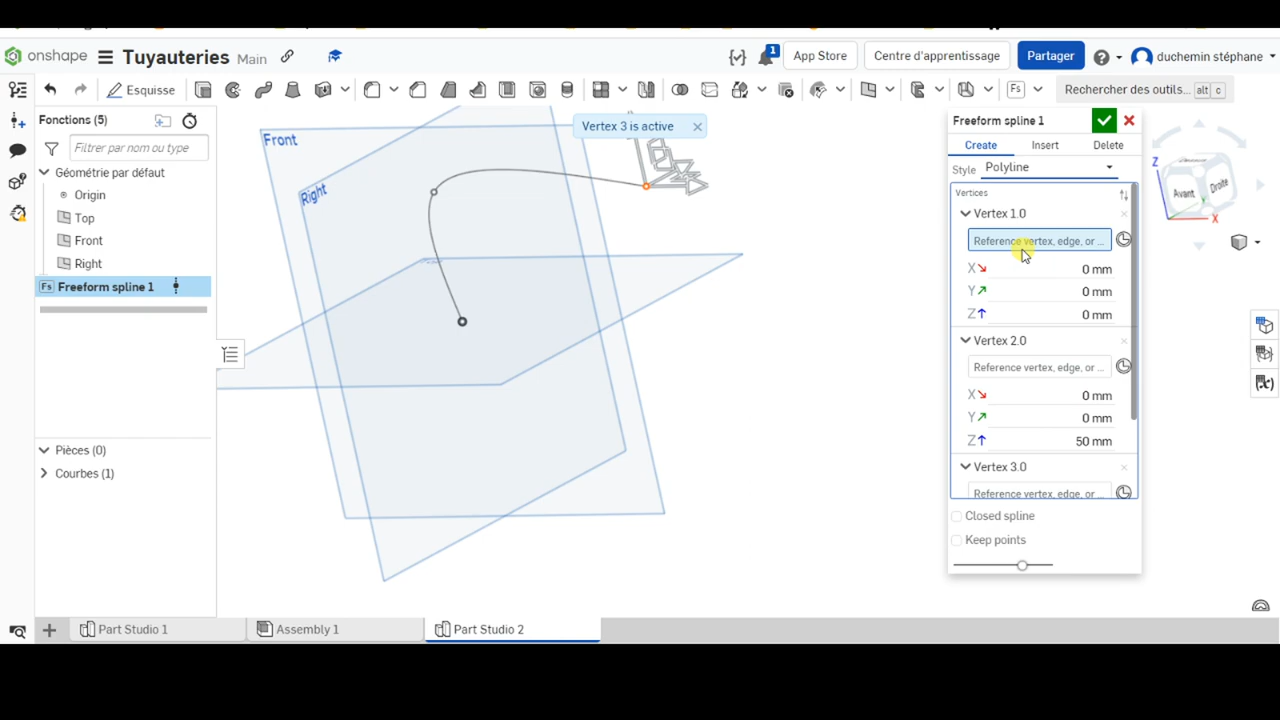 onshape Tuyauteries Main 1 App Store Centre d'apprentissage Partager duchemin stéphane
Esquisse Fs Rechercher des outils... alt c
Fonctions (5)
Filtrer par nom ou type
Géométrie par défaut
Origin
Top
Front
Right
Fs Freeform spline 1
Pièces (0)
Courbes (1)
Front
Right
Vertex 3 is active
Freeform spline 1
Create Insert Delete
Style Polyline
Vertices
Vertex 1.0
Reference vertex, edge, or ...
X 0 mm
Y 0 mm
Z 0 mm
Vertex 2.0
Reference vertex, edge, or ...
X 0 mm
Y 0 mm
Z 50 mm
Vertex 3.0
Reference vertex, edge, or ...
Closed spline
Keep points
Z Avant Droite X
Part Studio 1 Assembly 1 Part Studio 2